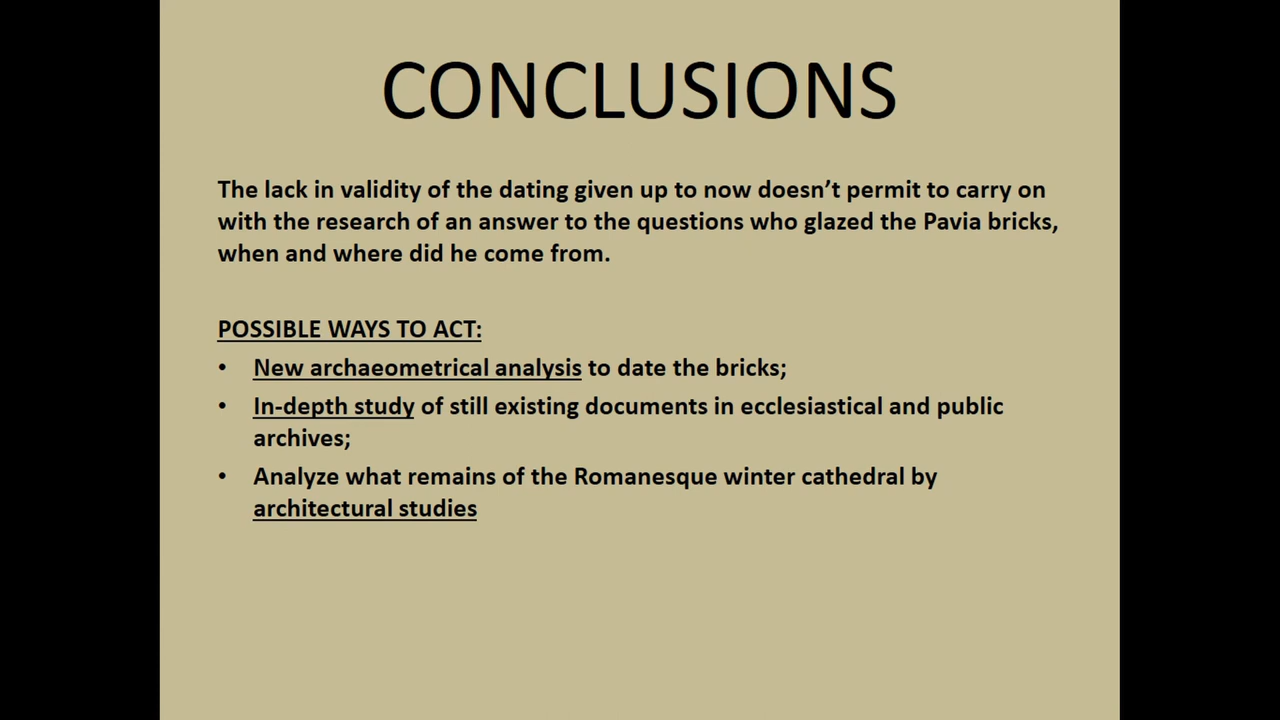 CONCLUSIONS
The lack in validity of the dating given up to now doesn’t permit to carry on
with the research of an answer to the questions who glazed the Pavia bricks,
when and where did he come from.
POSSIBLE WAYS TO ACT:
• New archaeometrical analysis to date the bricks;
• In-depth study of still existing documents in ecclesiastical and public
archives;
• Analyze what remains of the Romanesque winter cathedral by
architectural studies